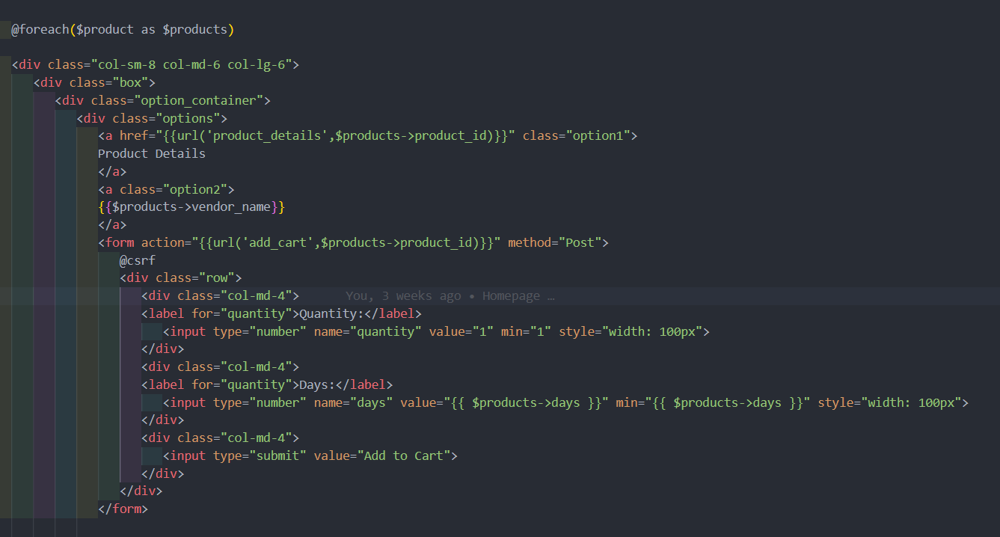 @foreach($product as $products)
<div class="col-sm-8 col-md-6 col-lg-6">
<div class="box">
<div class="option_container">
<div class="options">
<a href="{{url('product_details',$products->product_id)}}" class="option1">
Product Details
</a>
<a class="option2">
{{$products->vendor_name}}
</a>
<form action="{{url('add_cart',$products->product_id)}}" method="Post">
@csrf
<div class="row">
<div class="col-md-4"> You, 3 weeks ago • Homepage …
<label for="quantity">Quantity:</label>
<input type="number" name="quantity" value="1" min="1" style="width: 100px">
</div>
<div class="col-md-4">
<label for="quantity">Days:</label>
<input type="number" name="days" value="{{ $products->days }}" min="{{ $products->days }}" style="width: 100px">
</div>
<div class="col-md-4">
<input type="submit" value="Add to Cart">
</div>
</div>
</form>